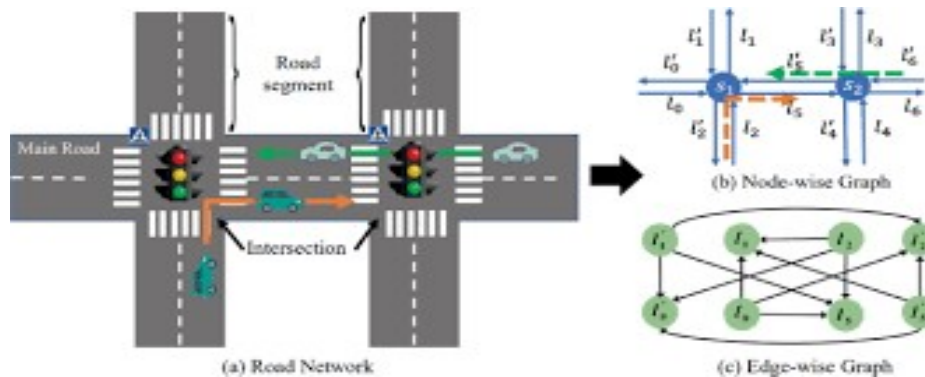 Road
segment
Main Road
Intersection
(a) Road Network
l'₁ l₁ l'₃ l₃
l'₀ l'₅ l'₆
s₁ s₂
l₀ l₅ l₆
l'₂ l₂ l'₄ l₄
(b) Node-wise Graph
(c) Edge-wise Graph